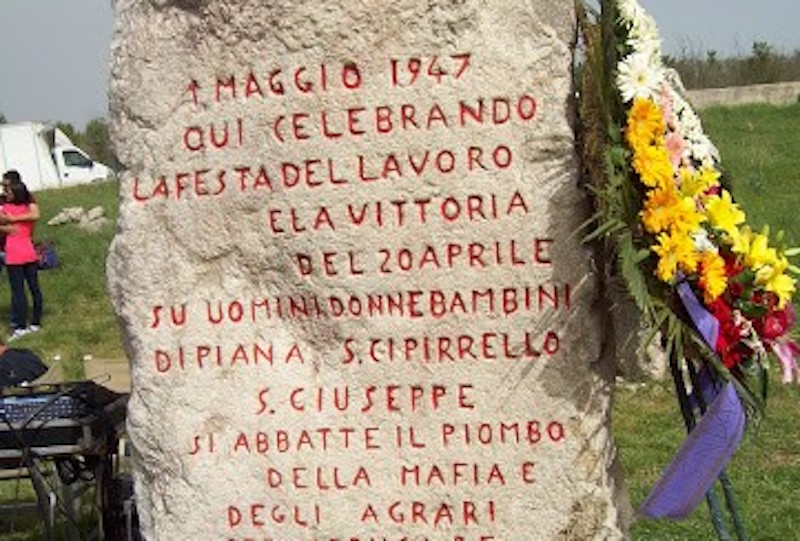 1 MAGGIO 1947
QUI CELEBRANDO
LA FESTA DEL LAVORO
E LA VITTORIA
DEL 20 APRILE
SU UOMINI DONNE BAMBINI
DI PIANA S. CIPIRRELLO
S. GIUSEPPE
SI ABBATTE IL PIOMBO
DELLA MAFIA E
DEGLI AGRARI